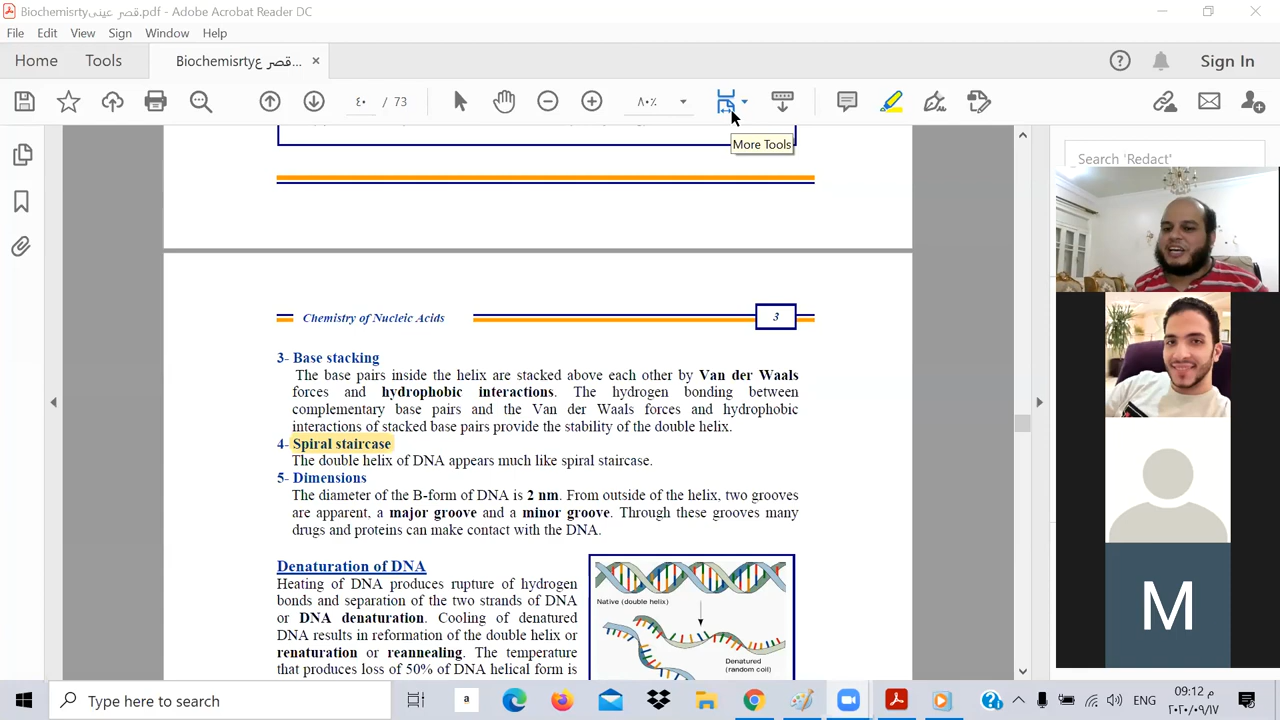 Biochemisrtyقصر عينى.pdf - Adobe Acrobat Reader DC
File Edit View Sign Window Help
Home Tools Biochemisrtyقصر ع... × Sign In
٤٠ / 73 ٨٠٪
More Tools
Search 'Redact'
Chemistry of Nucleic Acids 3
3- Base stacking
The base pairs inside the helix are stacked above each other by Van der Waals
forces and hydrophobic interactions. The hydrogen bonding between
complementary base pairs and the Van der Waals forces and hydrophobic
interactions of stacked base pairs provide the stability of the double helix.
4- Spiral staircase
The double helix of DNA appears much like spiral staircase.
5- Dimensions
The diameter of the B-form of DNA is 2 nm. From outside of the helix, two grooves
are apparent, a major groove and a minor groove. Through these grooves many
drugs and proteins can make contact with the DNA.
Denaturation of DNA
Heating of DNA produces rupture of hydrogen
bonds and separation of the two strands of DNA
or DNA denaturation. Cooling of denatured
DNA results in reformation of the double helix or
renaturation or reannealing. The temperature
that produces loss of 50% of DNA helical form is
Native (double helix)
Denatured
(random coil)
M
Type here to search
a
ENG
09:12 م
٢٠٢٠/٠٩/١٧